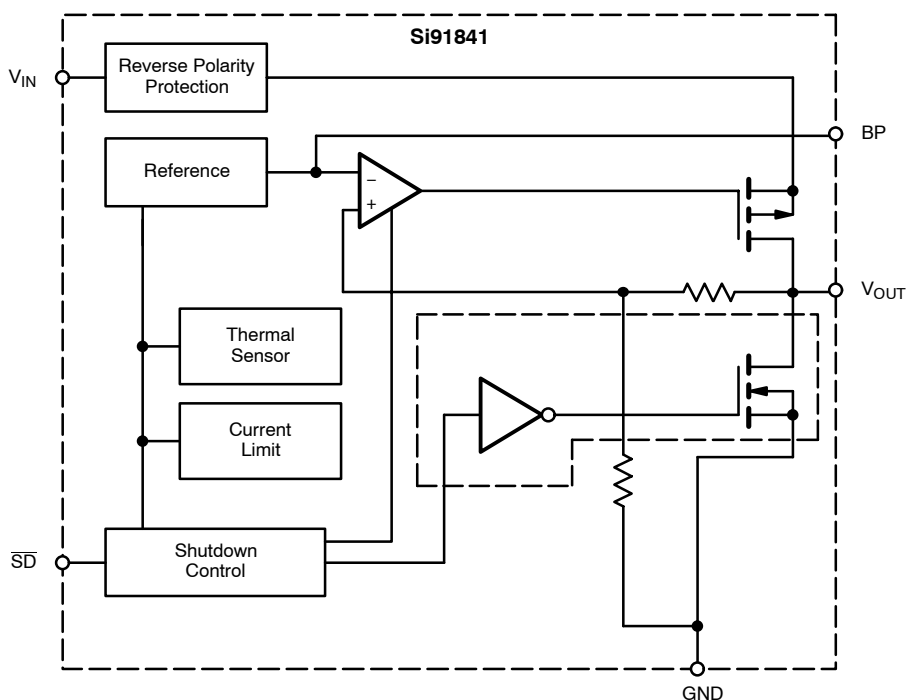 Si91841
VIN
Reverse Polarity
Protection
BP
Reference
−
+
VOUT
Thermal
Sensor
Current
Limit
SD
Shutdown
Control
GND